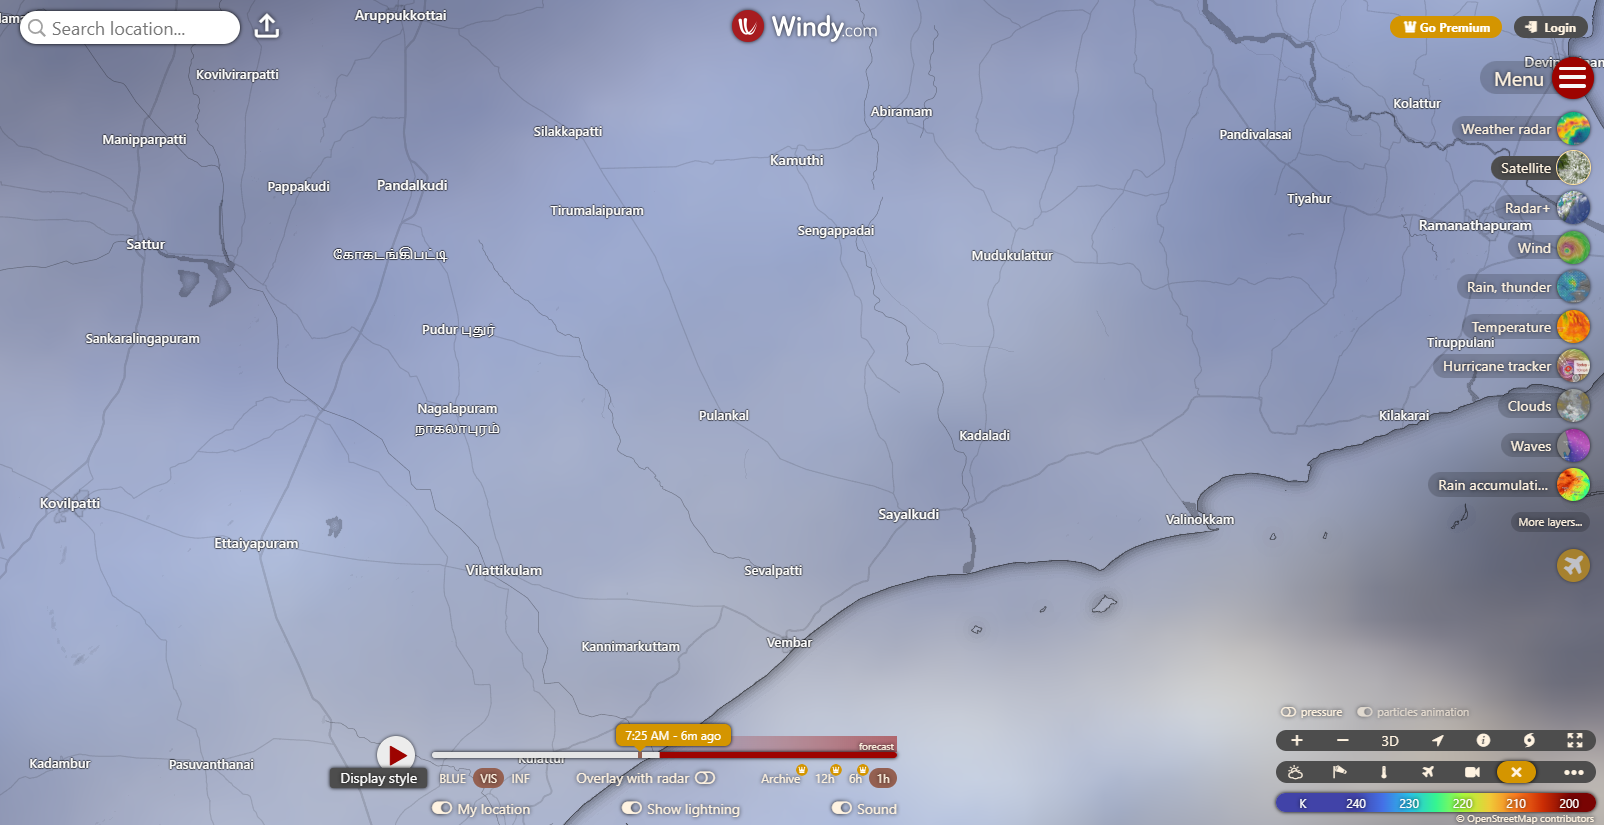 Search location...
Aruppukkottai
Windy.com
Go Premium
Login
Kovilvirarpatti
Menu
Kolattur
Abiramam
Manipparpatti
Silakkapatti
Pandivalasai
Weather radar
Kamuthi
Satellite
Pappakudi
Pandalkudi
Tiyahur
Tirumalaipuram
Radar+
Ramanathapuram
Sengappadai
Sattur
கோகடங்கிபட்டி
Mudukulattur
Wind
Rain, thunder
Pudur புதூர்
Temperature
Sankaralingapuram
Tiruppulani
Hurricane tracker
Nagalapuram
நாகலாபுரம்
Pulankal
Clouds
Kilakarai
Kadaladi
Waves
Rain accumulati...
Kovilpatti
Sayalkudi
Valinokkam
More layers...
Ettaiyapuram
Vilattikulam
Sevalpatti
Kannimarkuttam
Vembar
pressure
particles animation
7:25 AM - 6m ago
forecast
3D
Kadambur
Pasuvanthanai
Kulattur
Display style
BLUE VIS INF
Overlay with radar
Archive 12h 6h 1h
My location
Show lightning
Sound
K 240 230 220 210 200
© OpenStreetMap contributors